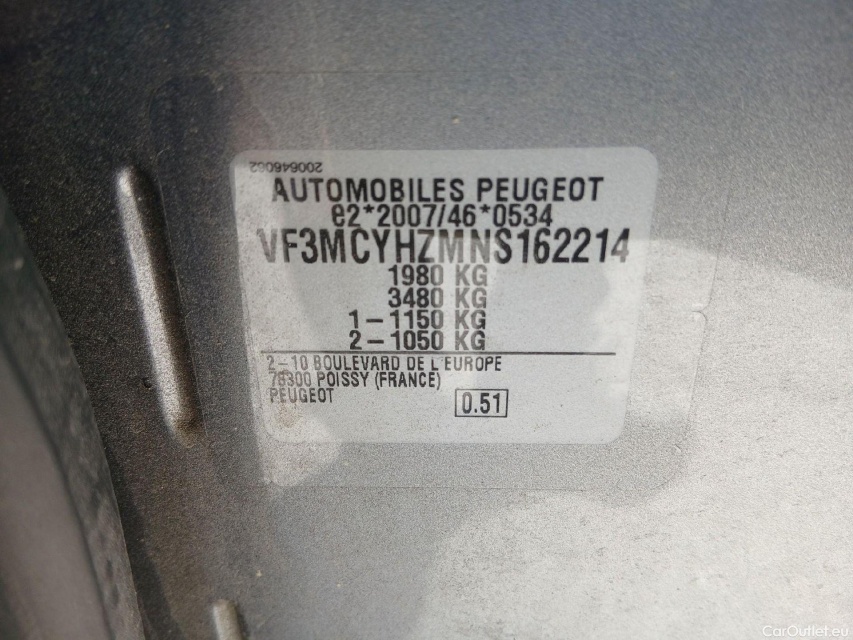 200646062
AUTOMOBILES PEUGEOT
e2*2007/46*0534
VF3MCYHZMNS162214
1980 KG
3480 KG
1-1150 KG
2-1050 KG
2-10 BOULEVARD DE L'EUROPE
78300 POISSY (FRANCE)
PEUGEOT
0.51
CarOutlet.eu